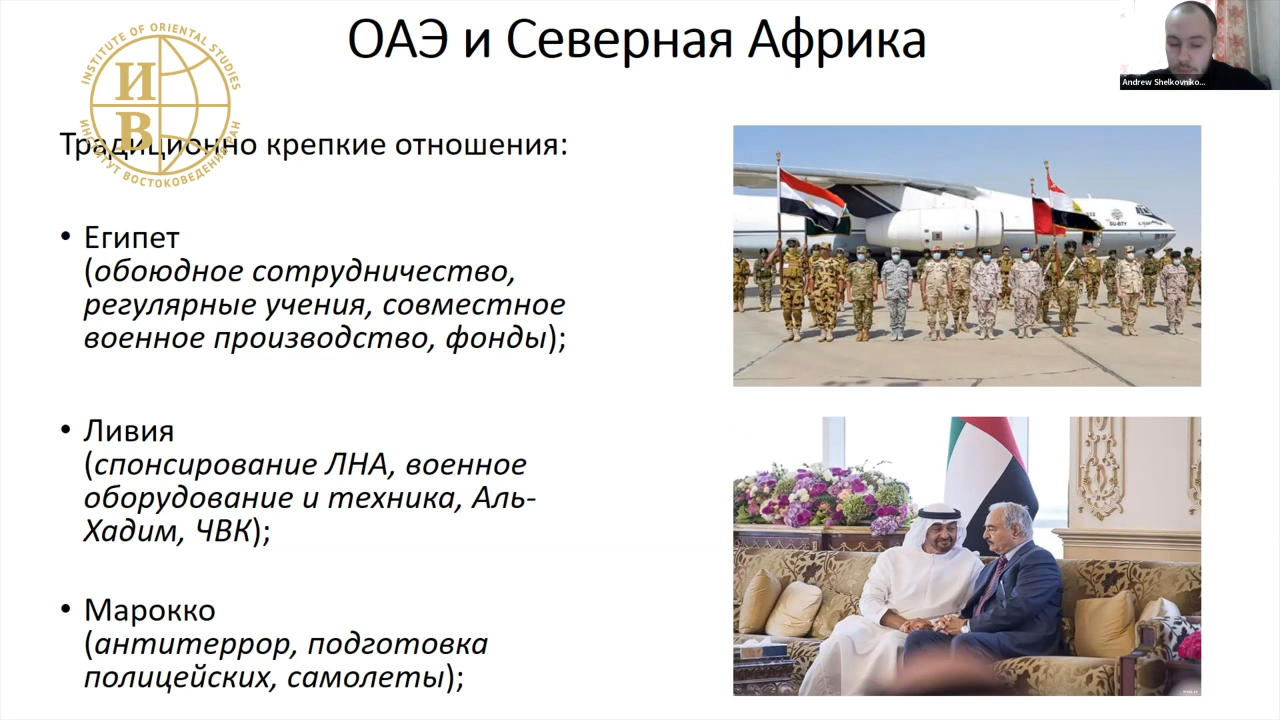 ОАЭ и Северная Африка
INSTITUTE OF ORIENTAL STUDIES
ИВ
ИНСТИТУТ ВОСТОКОВЕДЕНИЯ РАН
Andrew Shelkovniko...
Традиционно крепкие отношения:
• Египет
(обоюдное сотрудничество,
регулярные учения, совместное
военное производство, фонды);
• Ливия
(спонсирование ЛНА, военное
оборудование и техника, Аль-
Хадим, ЧВК);
• Марокко
(антитеррор, подготовка
полицейских, самолеты);
SU-BTY